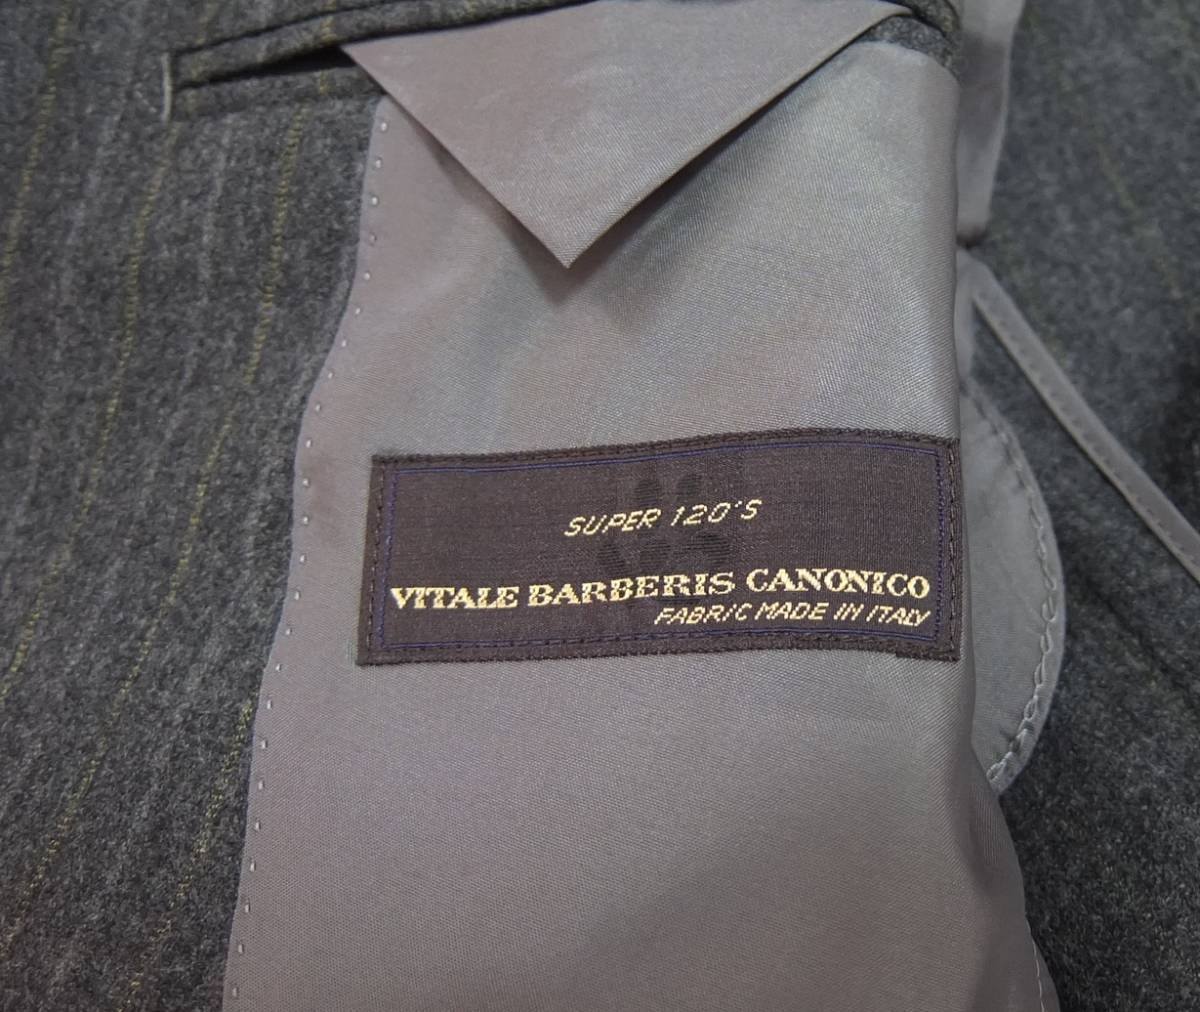 SUPER 120'S
VITALE BARBERIS CANONICO
FABRIC MADE IN ITALY